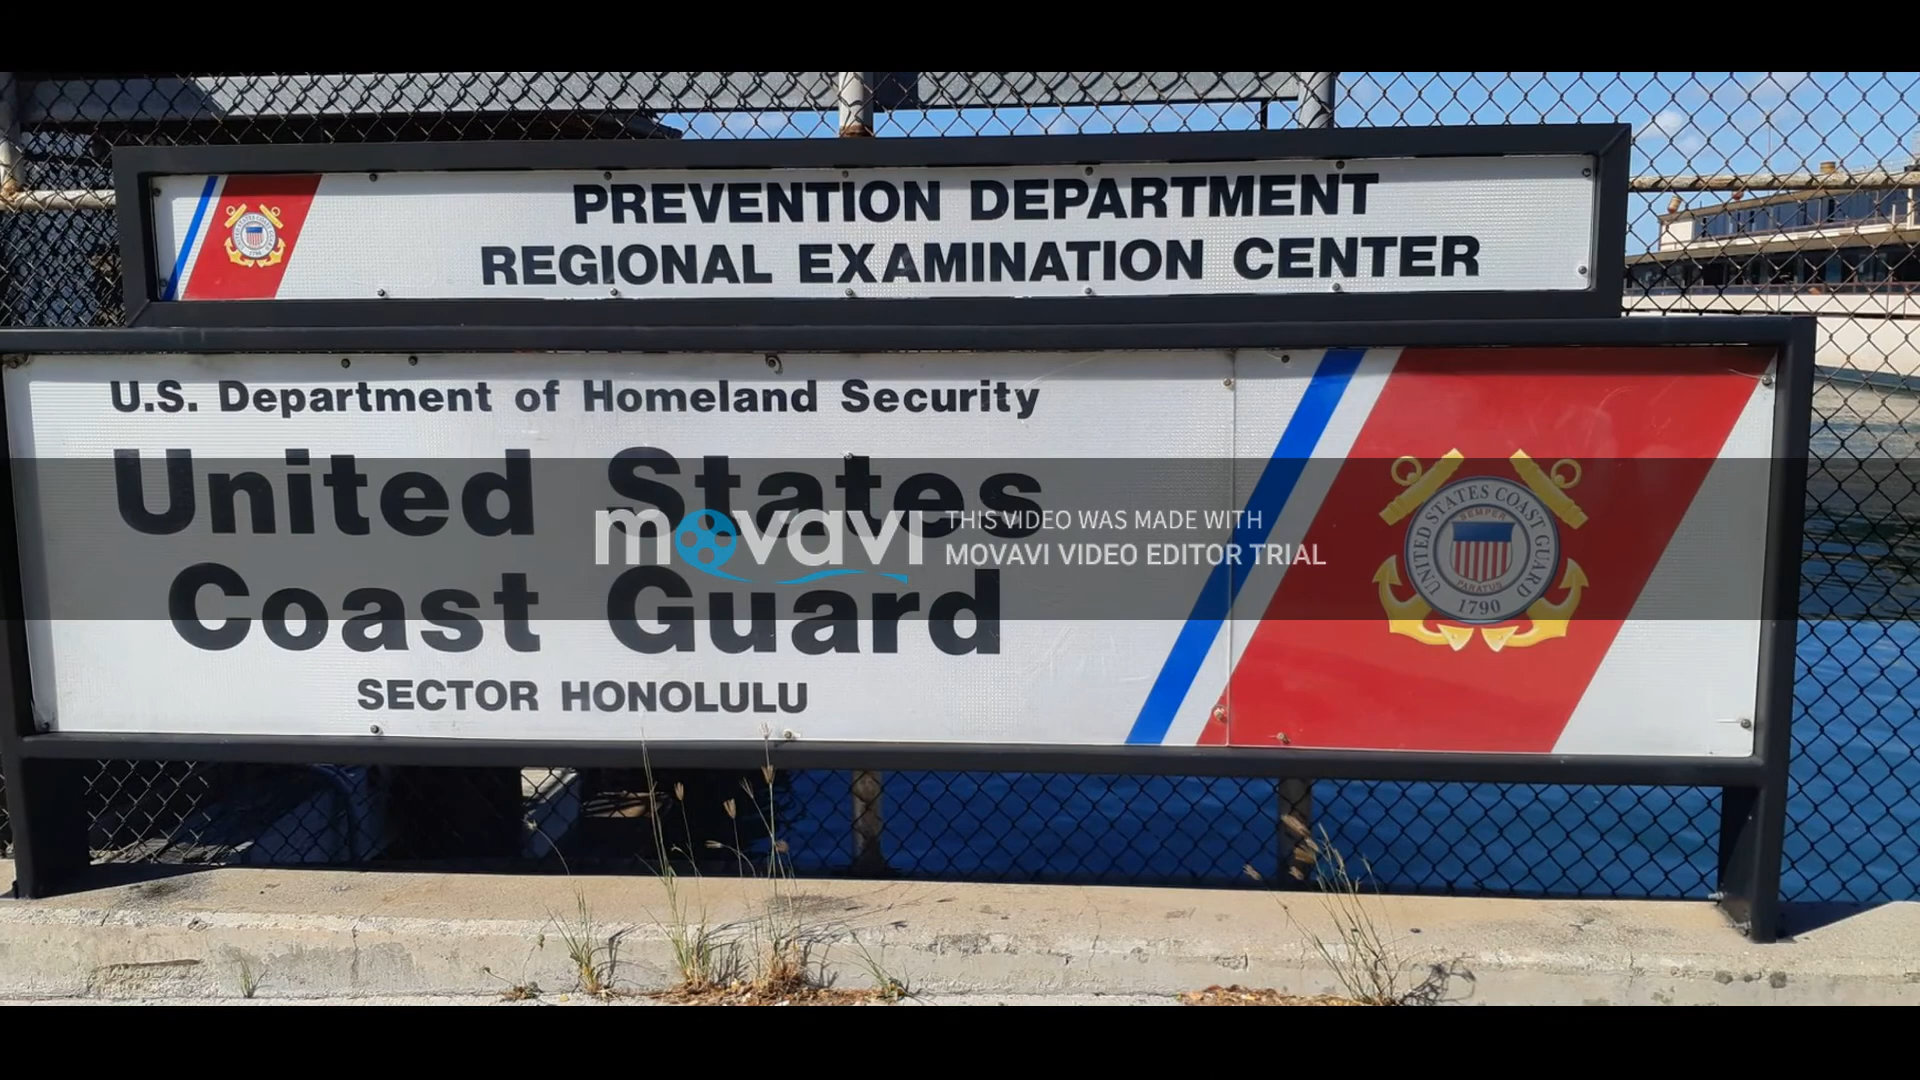 PREVENTION DEPARTMENT
REGIONAL EXAMINATION CENTER
U.S. Department of Homeland Security
United States
Coast Guard
SECTOR HONOLULU
UNITED STATES COAST GUARD
SEMPER
PARATUS
1790
movavi
THIS VIDEO WAS MADE WITH
MOVAVI VIDEO EDITOR TRIAL